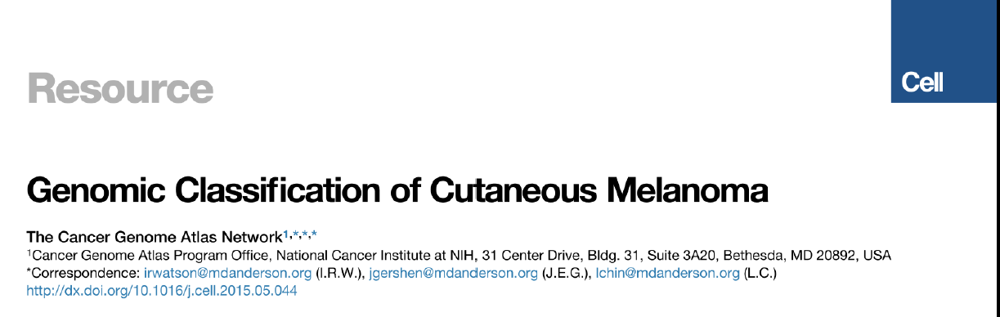 Resource
Cell
Genomic Classification of Cutaneous Melanoma
The Cancer Genome Atlas Network¹,*,*,*
¹Cancer Genome Atlas Program Office, National Cancer Institute at NIH, 31 Center Drive, Bldg. 31, Suite 3A20, Bethesda, MD 20892, USA
*Correspondence: irwatson@mdanderson.org (I.R.W.), jgershen@mdanderson.org (J.E.G.), lchin@mdanderson.org (L.C.)
http://dx.doi.org/10.1016/j.cell.2015.05.044